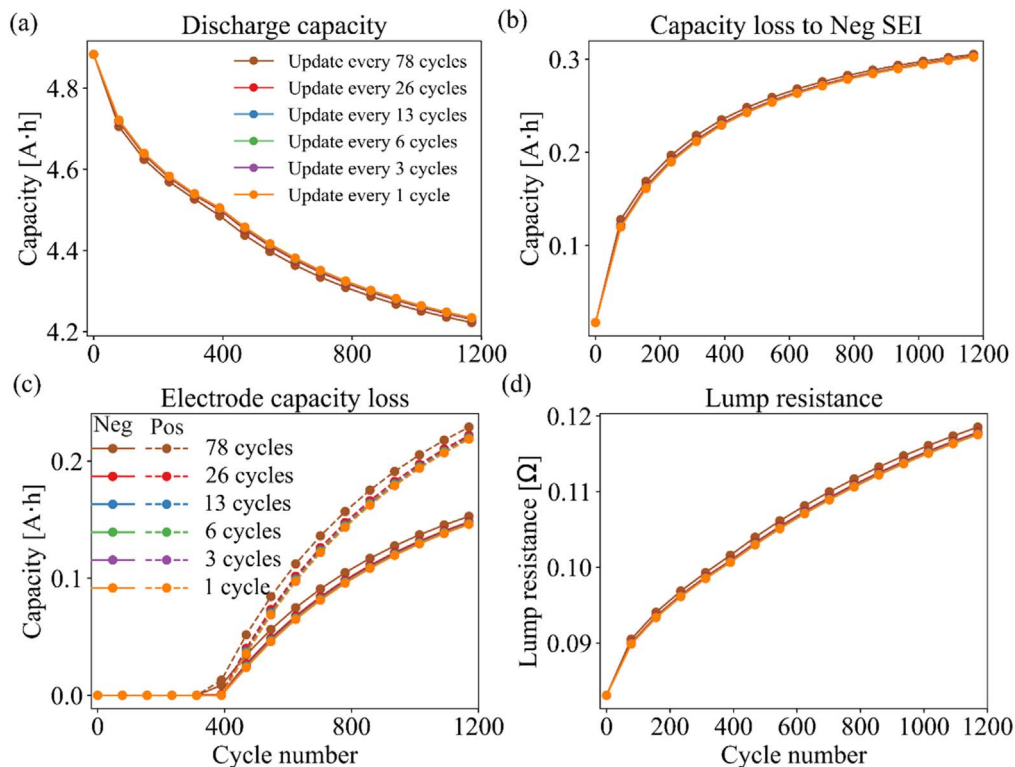 (a)
Discharge capacity
Capacity [A·h]
4.8
4.6
4.4
4.2
Update every 78 cycles
Update every 26 cycles
Update every 13 cycles
Update every 6 cycles
Update every 3 cycles
Update every 1 cycle
0
400
800
1200
(b)
Capacity loss to Neg SEI
Capacity [A·h]
0.3
0.2
0.1
0
200
400
600
800
1000
1200
(c)
Electrode capacity loss
Capacity [A·h]
0.2
0.1
0.0
Neg Pos
78 cycles
26 cycles
13 cycles
6 cycles
3 cycles
1 cycle
0
400
800
1200
Cycle number
(d)
Lump resistance
Lump resistance [Ω]
0.12
0.11
0.10
0.09
0
200
400
600
800
1000
1200
Cycle number